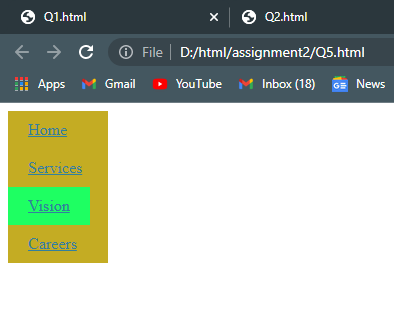 Q1.html Q2.html
File D:/html/assignment2/Q5.html
Apps Gmail YouTube Inbox (18) News
Home
Services
Vision
Careers